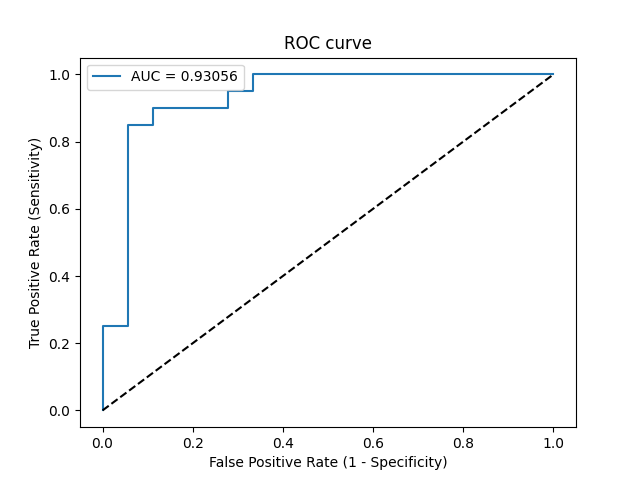 ROC curve
AUC = 0.93056
True Positive Rate (Sensitivity)
1.0
0.8
0.6
0.4
0.2
0.0
0.0 0.2 0.4 0.6 0.8 1.0
False Positive Rate (1 - Specificity)